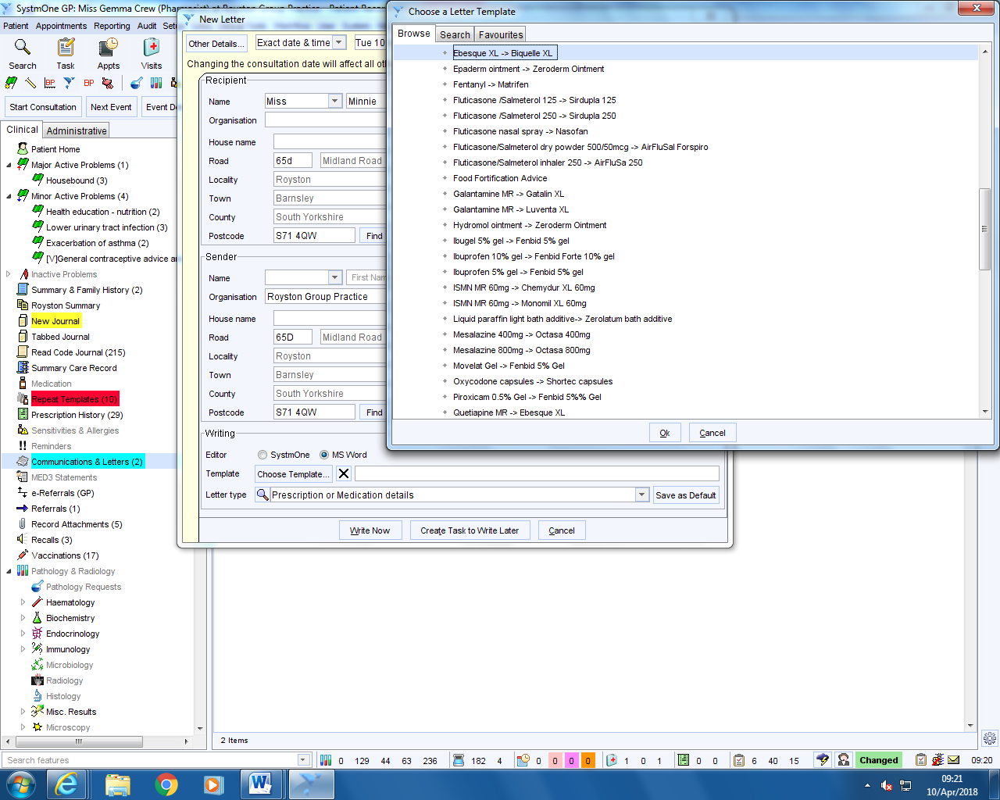 SystmOne GP: Miss Gemma Crew (Pharmacist) at Royston Group Practice - Patient Record
Patient Appointments Reporting Audit
Search Task Appts Visits
Start Consultation Next Event Event
Clinical Administrative
Patient Home
Major Active Problems (1)
Housebound (3)
Minor Active Problems (4)
Health education - nutrition (2)
Lower urinary tract infection (3)
Exacerbation of asthma (2)
[V]General contraceptive advice
Inactive Problems
Summary & Family History (2)
Royston Summary
New Journal
Tabbed Journal
Read Code Journal (215)
Summary Care Record
Medication
Repeat Templates (10)
Prescription History (29)
Sensitivities & Allergies
Reminders
Communications & Letters (2)
MED3 Statements
e-Referrals (GP)
Referrals (1)
Record Attachments (5)
Recalls (3)
Vaccinations (17)
Pathology & Radiology
Pathology Requests
Haematology
Biochemistry
Endocrinology
Immunology
Microbiology
Radiology
Histology
Misc. Results
Microscopy
New Letter
Other Details... Exact date & time Tue 10
Changing the consultation date will affect all
Recipient
Name Miss Minnie
Organisation
House name
Road 65d Midland Road
Locality Royston
Town Barnsley
County South Yorkshire
Postcode S71 4QW Find
Sender
Name First Nam
Organisation Royston Group Practice
House name
Road 65D Midland Road
Locality Royston
Town Barnsley
County South Yorkshire
Postcode S71 4QW Find
Writing
Editor SystmOne MS Word
Template Choose Template...
Letter type Prescription or Medication details Save as Default
Write Now Create Task to Write Later Cancel
Choose a Letter Template
Browse Search Favourites
Ebesque XL -> Biquelle XL
Epaderm ointment -> Zeroderm Ointment
Fentanyl -> Matrifen
Fluticasone /Salmeterol 125 -> Sirdupla 125
Fluticasone /Salmeterol 250 -> Sirdupla 250
Fluticasone nasal spray -> Nasofan
Fluticasone/Salmeterol dry powder 500/50mcg -> AirFluSal Forspiro
Fluticasone/Salmeterol inhaler 250 -> AirFluSa 250
Food Fortification Advice
Galantamine MR -> Gatalin XL
Galantamine MR -> Luventa XL
Hydromol ointment -> Zeroderm Ointment
Ibugel 5% gel -> Fenbid 5% gel
Ibuprofen 10% gel -> Fenbid Forte 10% gel
Ibuprofen 5% gel -> Fenbid 5% gel
ISMN MR 60mg -> Chemydur XL 60mg
ISMN MR 60mg -> Monomil XL 60mg
Liquid paraffin light bath additive-> Zerolatum bath additive
Mesalazine 400mg -> Octasa 400mg
Mesalazine 800mg -> Octasa 800mg
Movelat Gel -> Fenbid 5% Gel
Oxycodone capsules -> Shortec capsules
Piroxicam 0.5% Gel -> Fenbid 5%% Gel
Quetiapine MR -> Ebesque XL
Ok Cancel
2 Items
Search features 0 129 44 63 236 182 4 0 0 0 0 1 0 1 0 0 6 40 15 Changed 09:20
09:21
10/Apr/2018